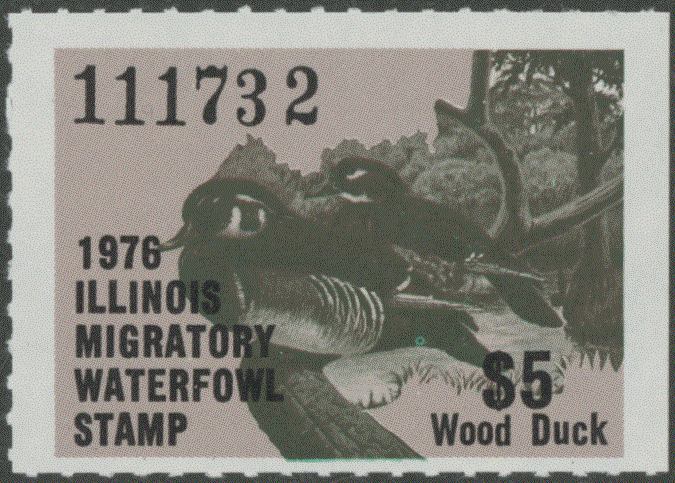 111732
1976
ILLINOIS
MIGRATORY
WATERFOWL
STAMP
$5
Wood Duck